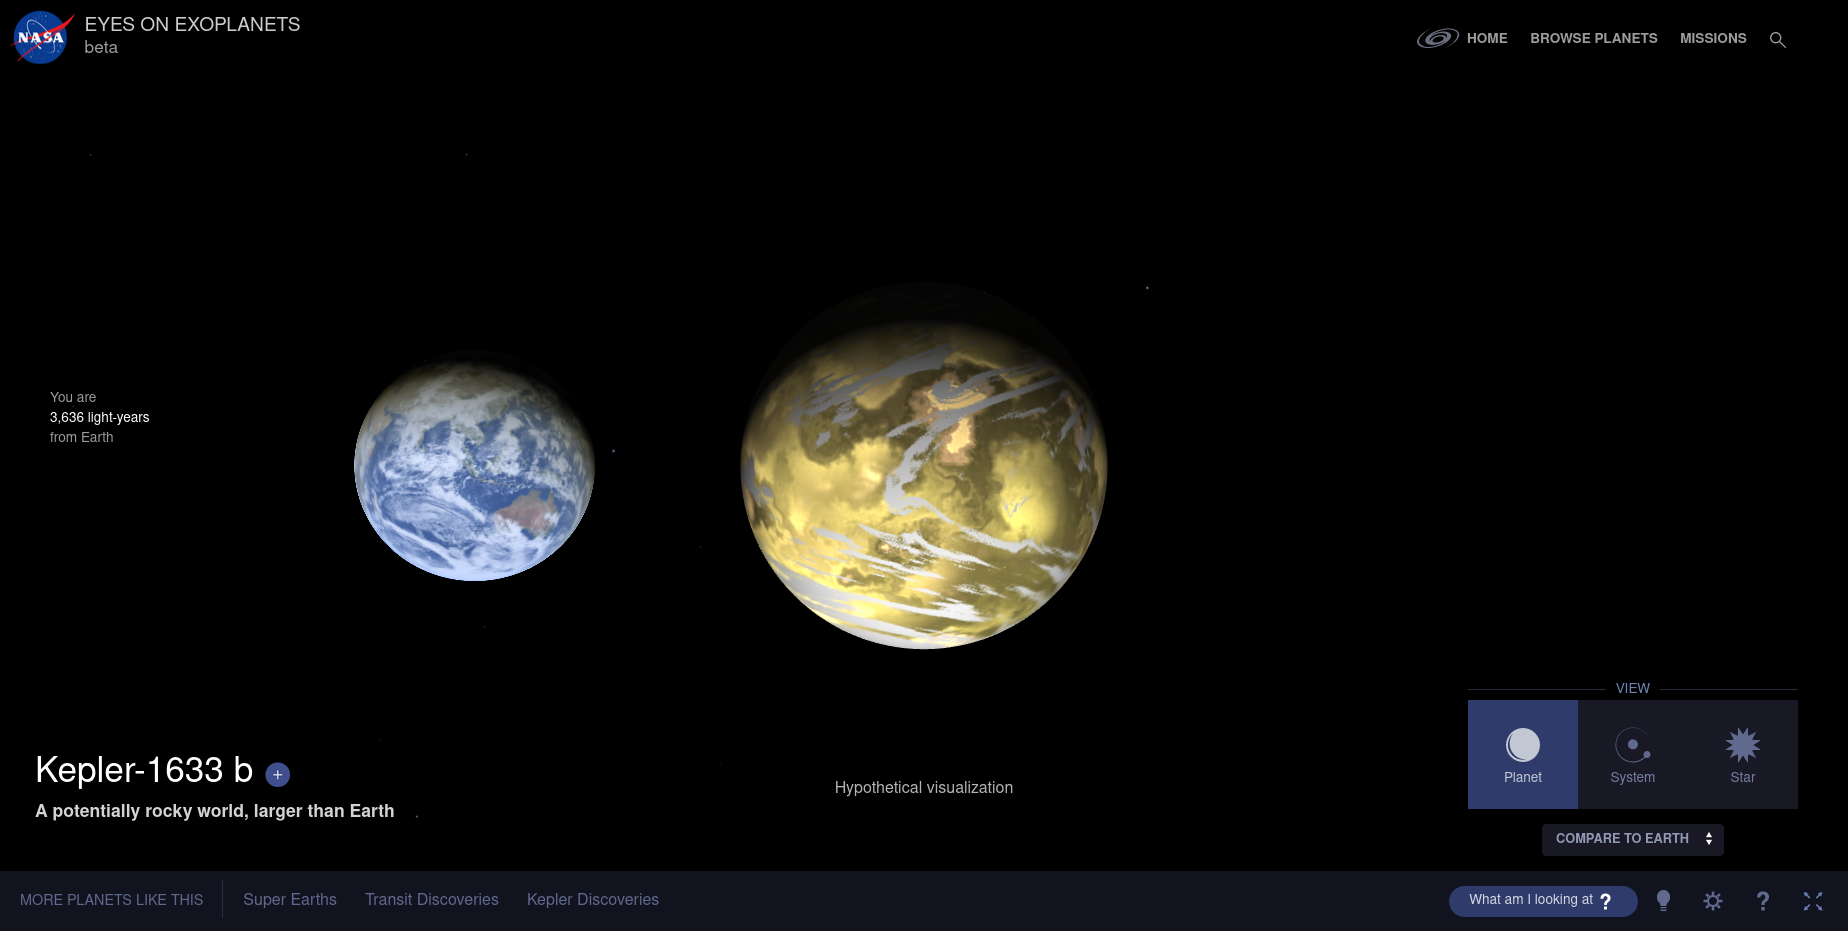 NASA
EYES ON EXOPLANETS
beta
HOME
BROWSE PLANETS
MISSIONS
You are
3,636 light-years
from Earth
Kepler-1633 b
+
A potentially rocky world, larger than Earth
Hypothetical visualization
VIEW
Planet
System
Star
COMPARE TO EARTH
MORE PLANETS LIKE THIS
Super Earths
Transit Discoveries
Kepler Discoveries
What am I looking at ?
?